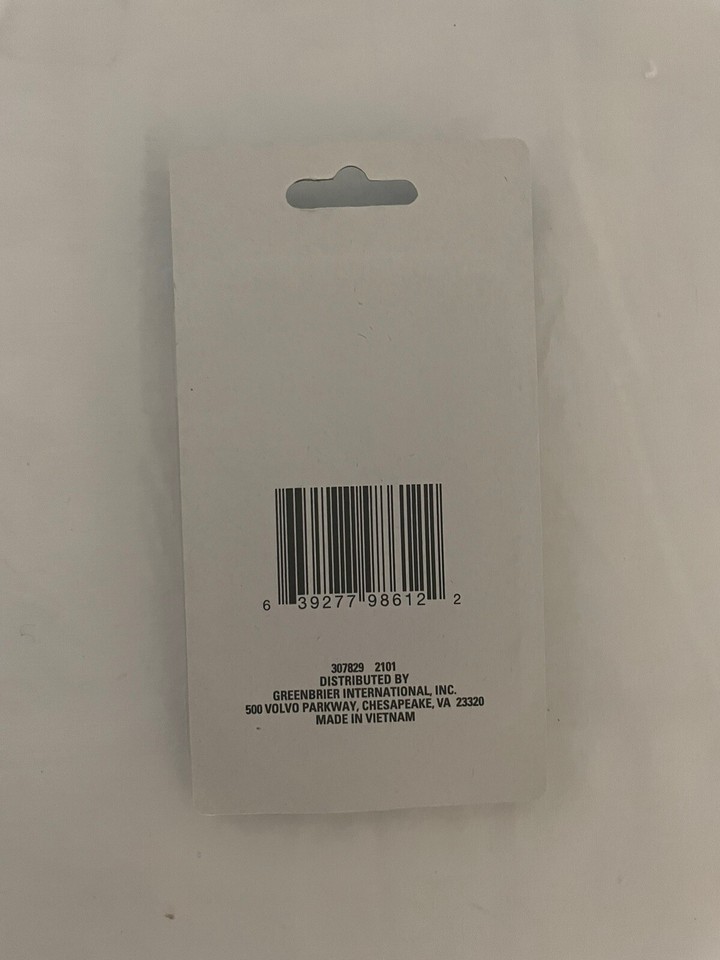 6 39277 98612 2
307829 2101
DISTRIBUTED BY
GREENBRIER INTERNATIONAL, INC.
500 VOLVO PARKWAY, CHESAPEAKE, VA 23320
MADE IN VIETNAM